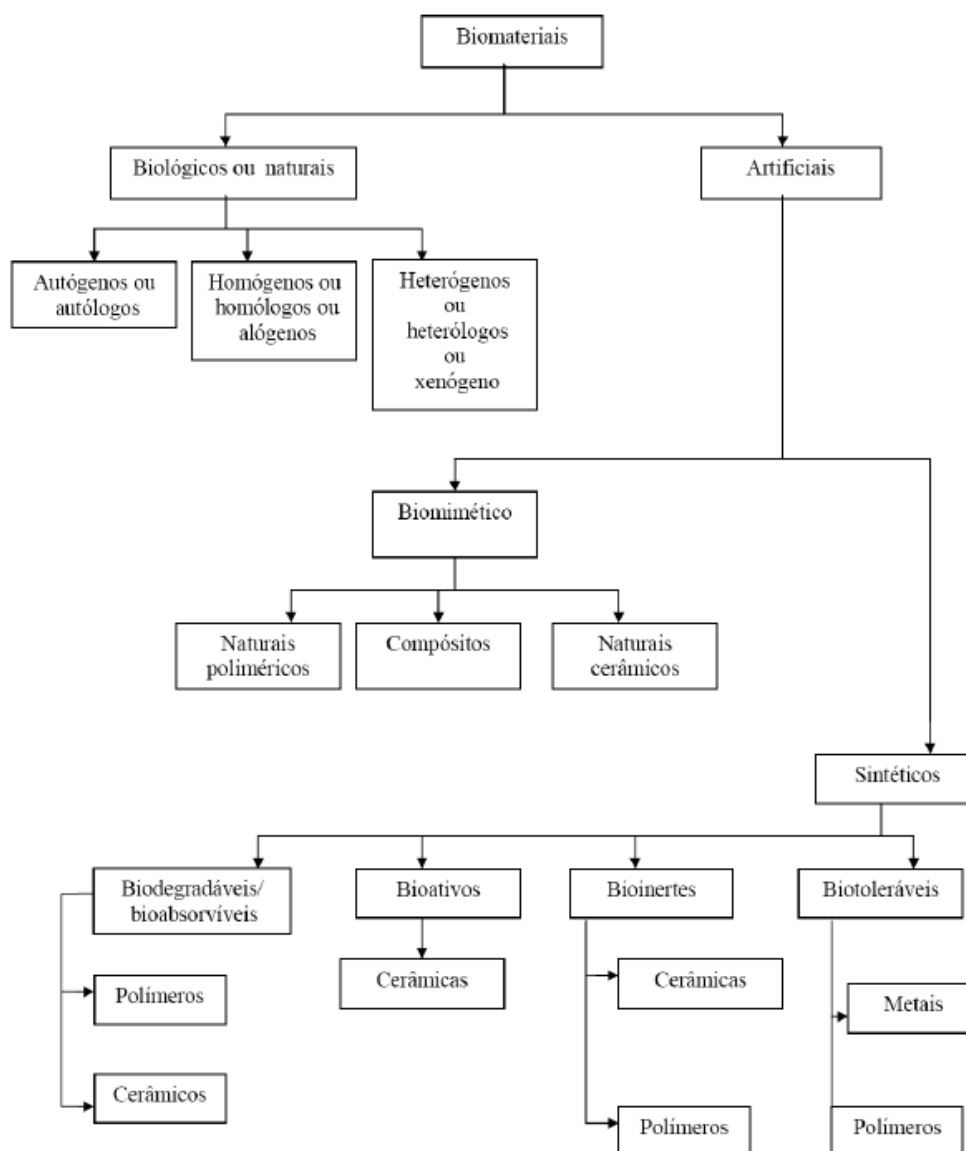 Biomateriais
Biológicos ou naturais
Artificiais
Autógenos ou
autólogos
Homógenos ou
homólogos ou
alógenos
Heterógenos
ou
heterólogos
ou
xenógeno
Biomimético
Naturais
poliméricos
Compósitos
Naturais
cerâmicos
Sintéticos
Biodegradáveis/
bioabsorvíveis
Bioativos
Bioinertes
Biotoleráveis
Polímeros
Cerâmicos
Cerâmicas
Cerâmicas
Polímeros
Metais
Polímeros